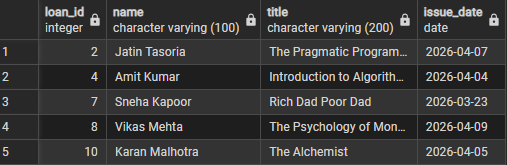 loan_id name title issue_date
integer character varying (100) character varying (200) date
1 2 Jatin Tasoria The Pragmatic Program... 2026-04-07
2 4 Amit Kumar Introduction to Algorith... 2026-04-04
3 7 Sneha Kapoor Rich Dad Poor Dad 2026-03-23
4 8 Vikas Mehta The Psychology of Mon... 2026-04-09
5 10 Karan Malhotra The Alchemist 2026-04-05